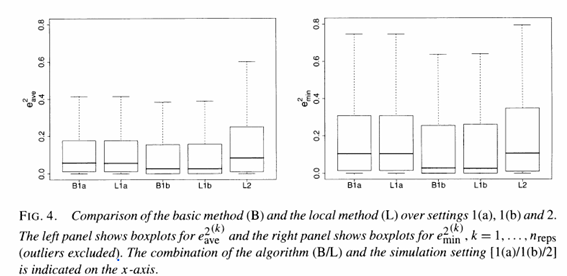 0.8
0.4
0.0
e²ave
B1a L1a B1b L1b L2
0.8
0.6
0.4
0.2
0.0
e²min
B1a L1a B1b L1b L2
FIG. 4. Comparison of the basic method (B) and the local method (L) over settings 1(a), 1(b) and 2.
The left panel shows boxplots for e²⁽ᵏ⁾ave and the right panel shows boxplots for e²⁽ᵏ⁾min, k = 1, . . . , nreps
(outliers excluded). The combination of the algorithm (B/L) and the simulation setting [1(a)/1(b)/2]
is indicated on the x-axis.